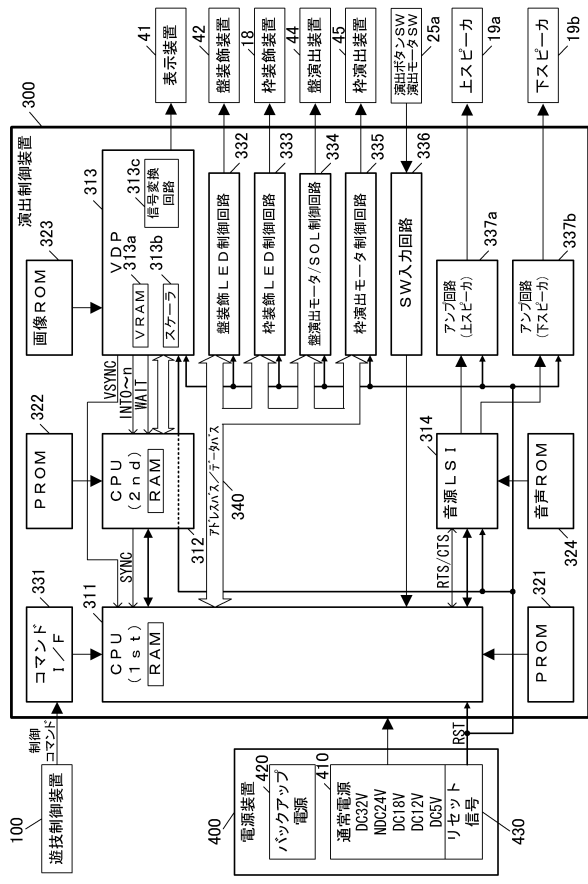 300
演出制御装置
100
遊技制御装置
制御
コマンド
331
コマンド
I/F
322
PROM
323
画像ROM
311
CPU
(1st)
RAM
SYNC
312
CPU
(2nd)
RAM
VSYNC
INT0～n
WAIT
313
VDP
313a
VRAM
313b
スケーラ
313c
信号変換
回路
41
表示装置
アドレスバス/データバス
340
332
盤装飾LED制御回路
42
盤装飾装置
333
枠装飾LED制御回路
18
枠装飾装置
334
盤演出モータ/SOL制御回路
44
盤演出装置
335
枠演出モータ制御回路
45
枠演出装置
336
SW入力回路
演出ボタンSW
演出モータSW
25a
400
電源装置
420
バックアップ
電源
410
通常電源
DC32V
NDC24V
DC18V
DC12V
DC5V
リセット
信号
430
RST
RTS/CTS
314
音源LSI
337a
アンプ回路
(上スピーカ)
19a
上スピーカ
337b
アンプ回路
(下スピーカ)
19b
下スピーカ
321
PROM
324
音声ROM